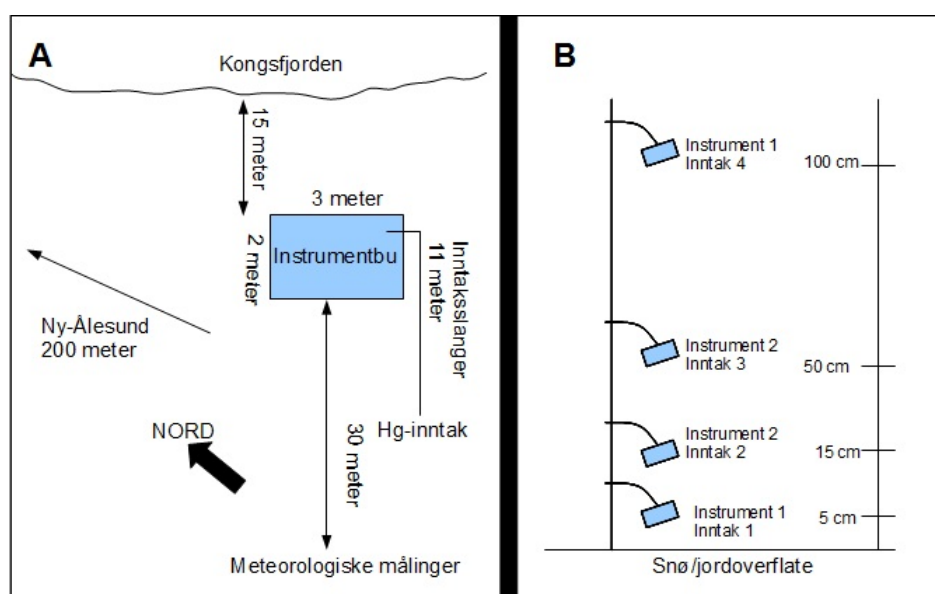 A
Kongsfjorden
15 meter
3 meter
2 meter
Instrumentbu
Inntaksslanger
11 meter
Ny-Ålesund
200 meter
NORD
30 meter
Hg-inntak
Meteorologiske målinger
B
Instrument 1
Inntak 4
100 cm
Instrument 2
Inntak 3
50 cm
Instrument 2
Inntak 2
15 cm
Instrument 1
Inntak 1
5 cm
Snø/jordoverflate